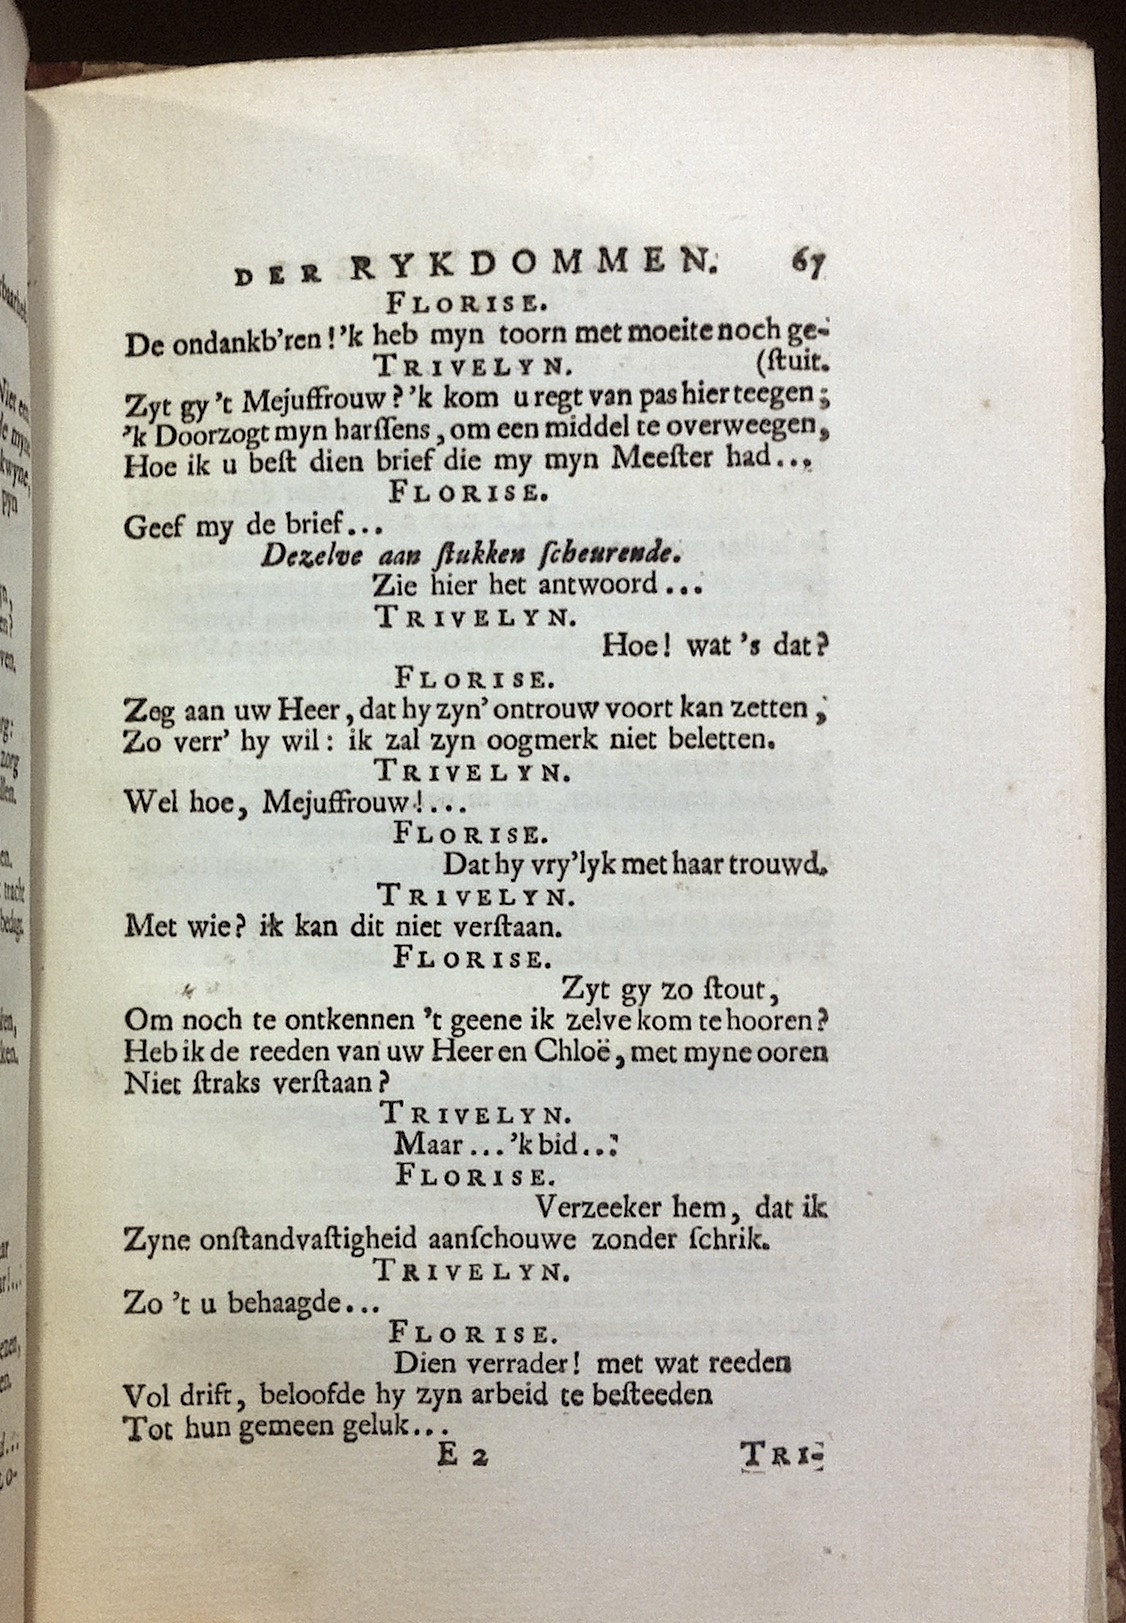 DER RYKDOMMEN. 67
FLORISE.
De ondankb'ren! 'k heb myn toorn met moeite noch ge-
TRIVELYN. (ſtuit.
Zyt gy 't Mejuffrouw? 'k kom u regt van pas hier teegen;
'k Doorzogt myn harſſens, om een middel te overweegen,
Hoe ik u beſt dien brief die my myn Meeſter had...
FLORISE.
Geef my de brief...
Dezelve aan ſtukken ſcheurende.
Zie hier het antwoord...
TRIVELYN.
Hoe! wat 's dat?
FLORISE.
Zeg aan uw Heer, dat hy zyn' ontrouw voort kan zetten,
Zo verr' hy wil: ik zal zyn oogmerk niet beletten.
TRIVELYN.
Wel hoe, Mejuffrouw!...
FLORISE.
Dat hy vry'lyk met haar trouwd.
TRIVELYN.
Met wie? ik kan dit niet verſtaan.
FLORISE.
Zyt gy zo ſtout,
Om noch te ontkennen 't geene ik zelve kom te hooren?
Heb ik de reeden van uw Heer en Chloë, met myne ooren
Niet ſtraks verſtaan?
TRIVELYN.
Maar... 'k bid...
FLORISE.
Verzeeker hem, dat ik
Zyne onſtandvaſtigheid aanſchouwe zonder ſchrik.
TRIVELYN.
Zo 't u behaagde...
FLORISE.
Dien verrader! met wat reeden
Vol drift, beloofde hy zyn arbeid te beſteeden
Tot hun gemeen geluk...
E 2 TRI-